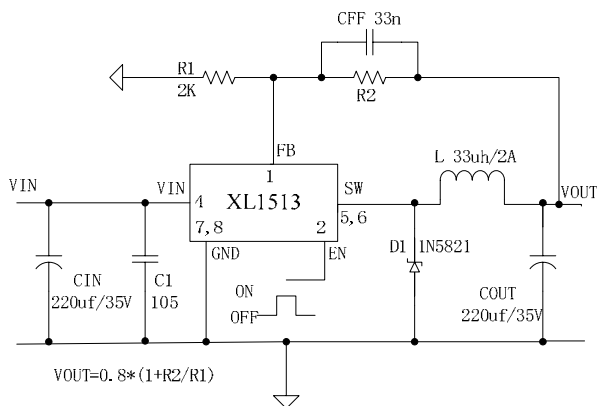 CFF 33n
R1
2K
R2
FB
1
L 33uh/2A
VIN
VIN
4
XL1513
SW
VOUT
7,8
2
5,6
GND
EN
D1
1N5821
CIN
220uf/35V
C1
105
ON
OFF
COUT
220uf/35V
VOUT=0.8*(1+R2/R1)